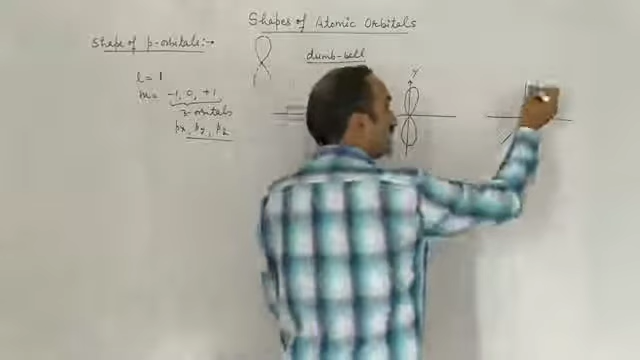 Shapes of Atomic Orbitals
Shape of p-orbitals:→
dumb-bell
l = 1
m = -1, 0, +1
3-orbitals
px, py, pz
y